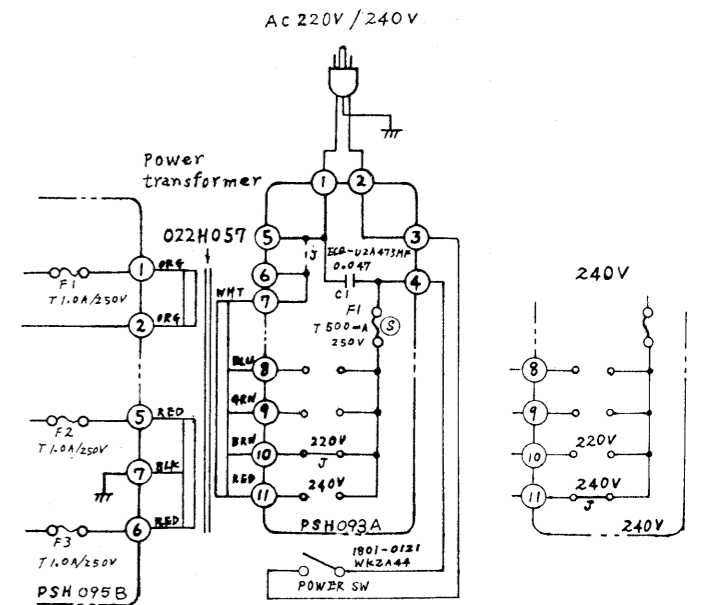 Ac 220V / 240V
Power
transformer
022H057
1
2
3
4
5
6
7
8
9
10
11
J
ECQ-U2A473MF
0.047
C1
F1
T 500mA
250V
S
WHT
BLU
GRN
BRN
RED
220V
J
240V
PSH093A
1801-0121
WKZA44
POWER SW
1
ORG
F1
T1.0A/250V
2
ORG
5
RED
F2
T1.0A/250V
7
BLK
6
RED
F3
T1.0A/250V
PSH 095B
240V
8
9
10
220V
11
240V
J
240V